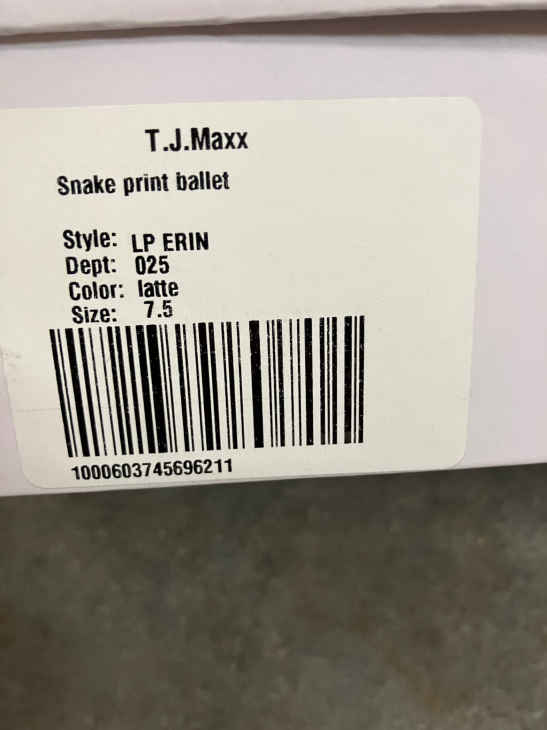 T.J.Maxx
Snake print ballet
Style: LP ERIN
Dept: 025
Color: latte
Size: 7.5
1000603745696211